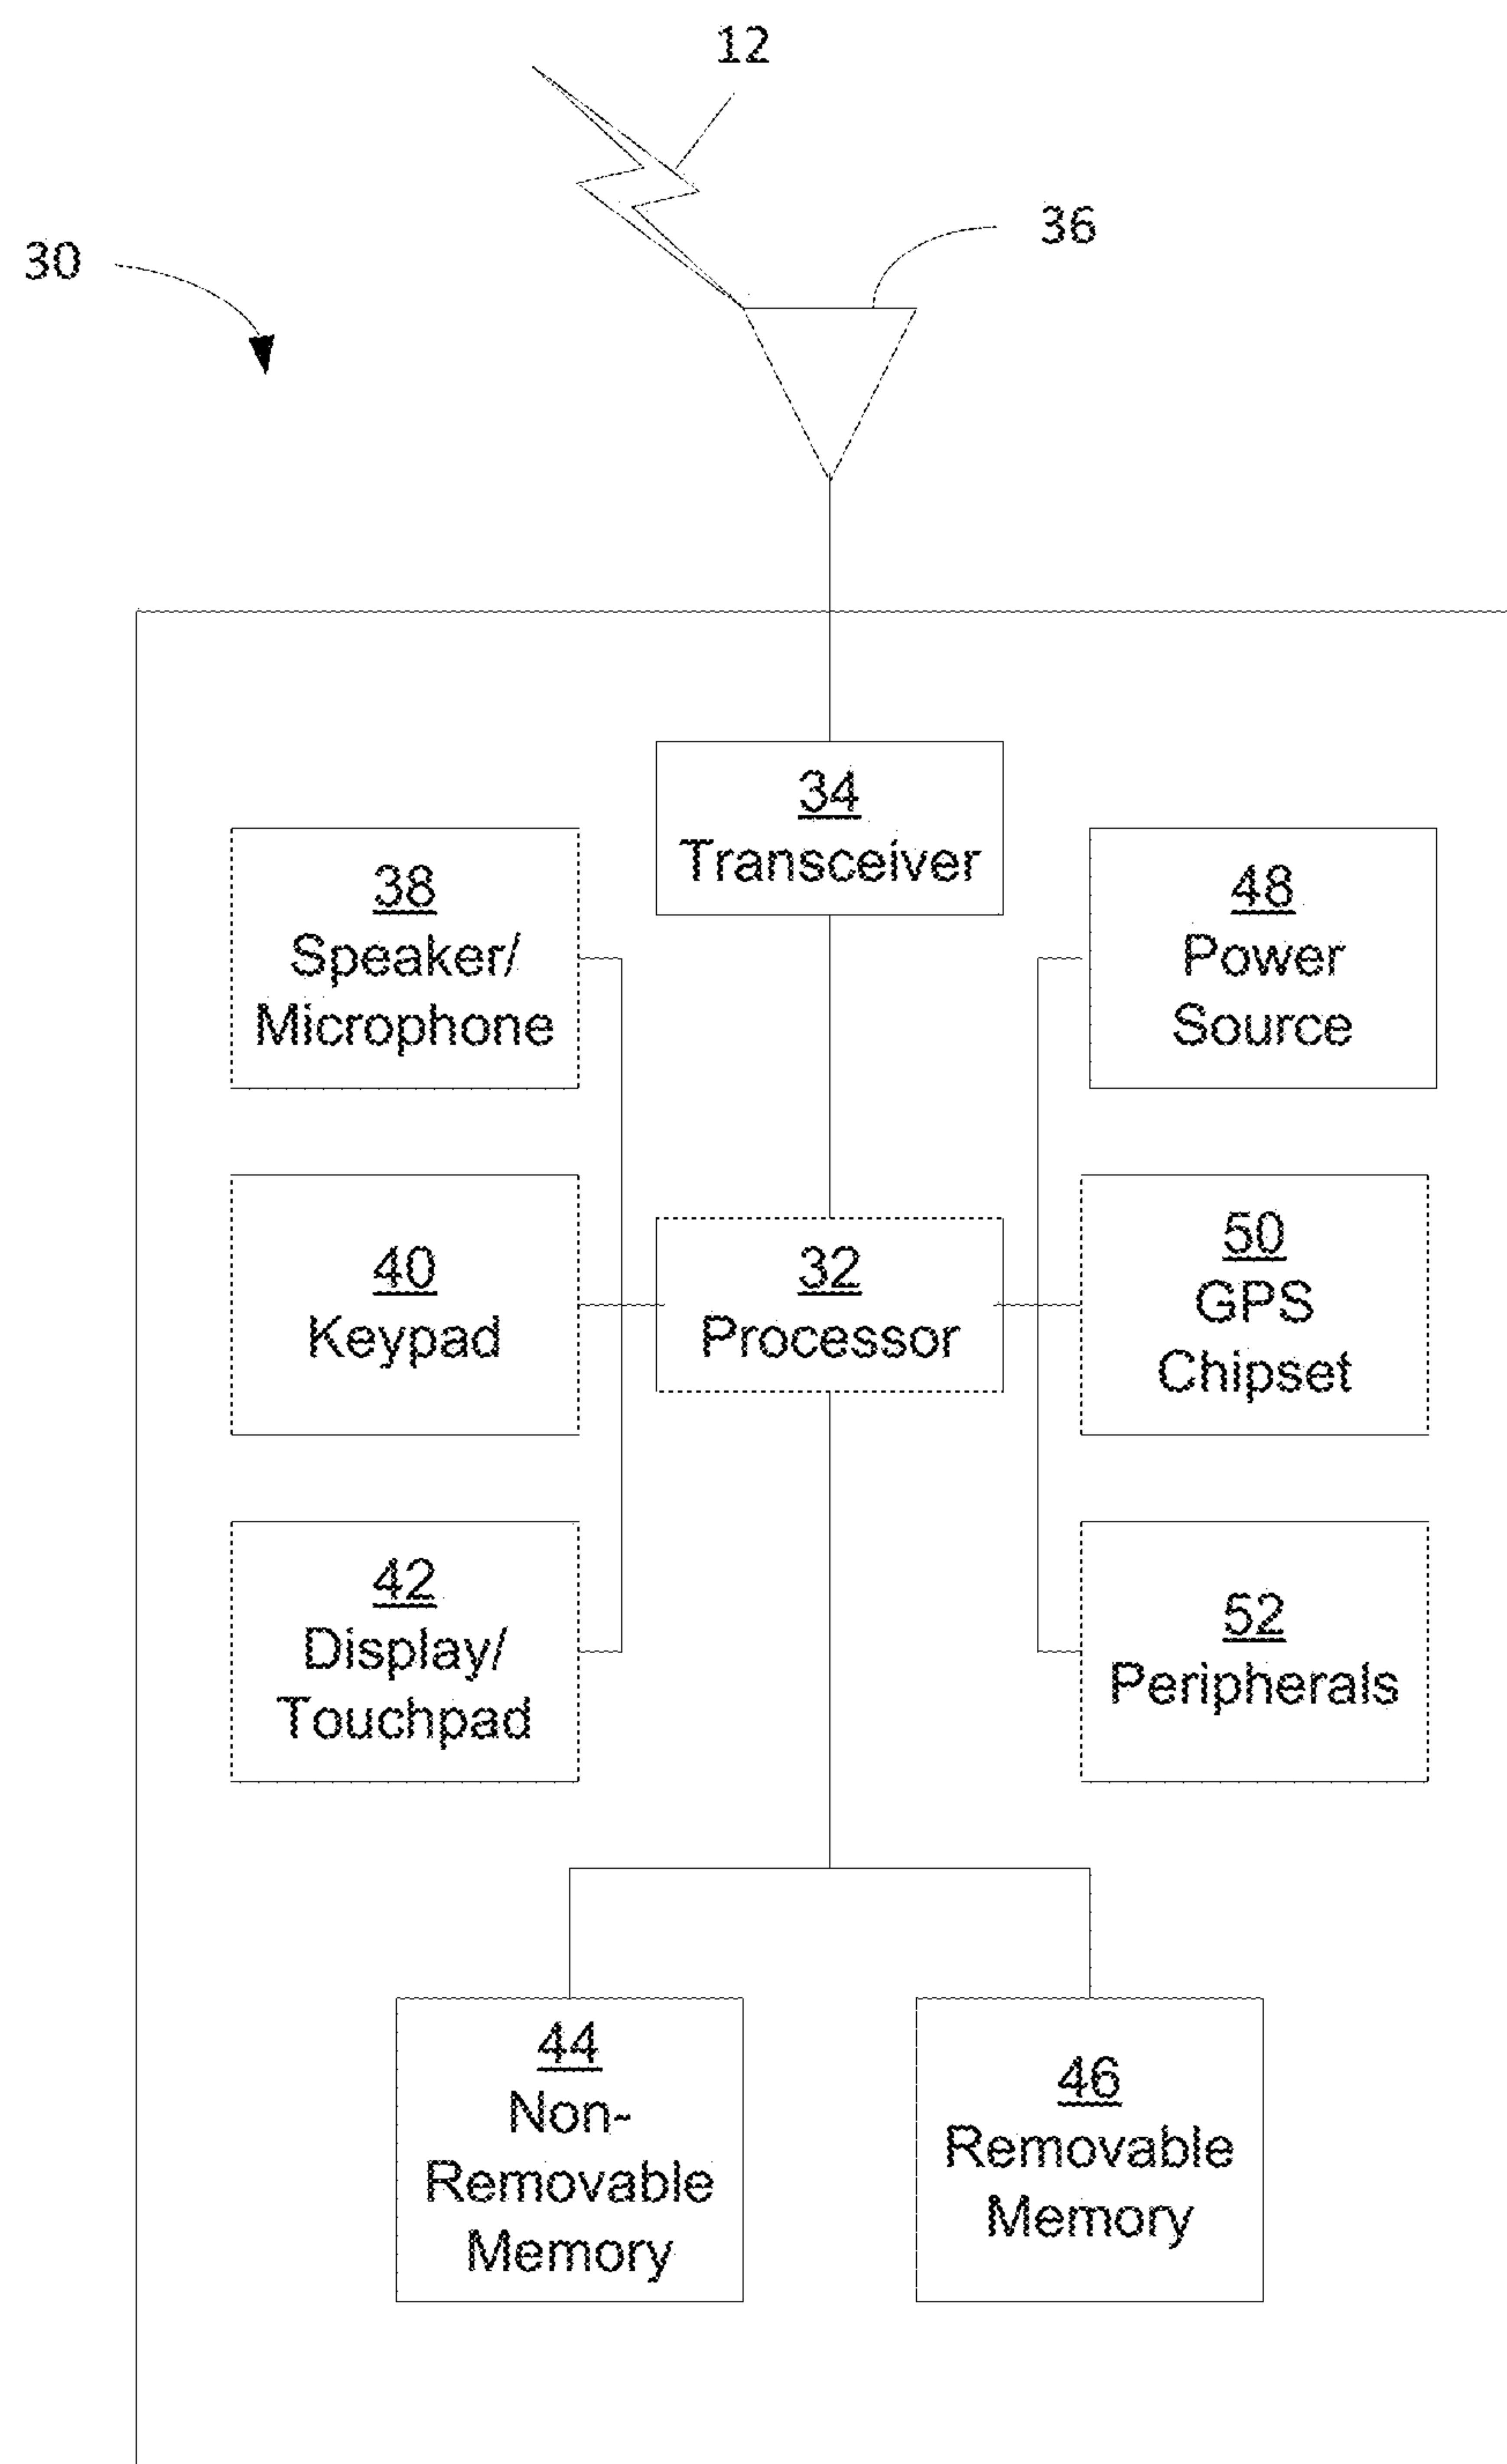 12
36
30
34
Transceiver
38
Speaker/
Microphone
48
Power
Source
40
Keypad
32
Processor
50
GPS
Chipset
42
Display/
Touchpad
52
Peripherals
44
Non-
Removable
Memory
46
Removable
Memory